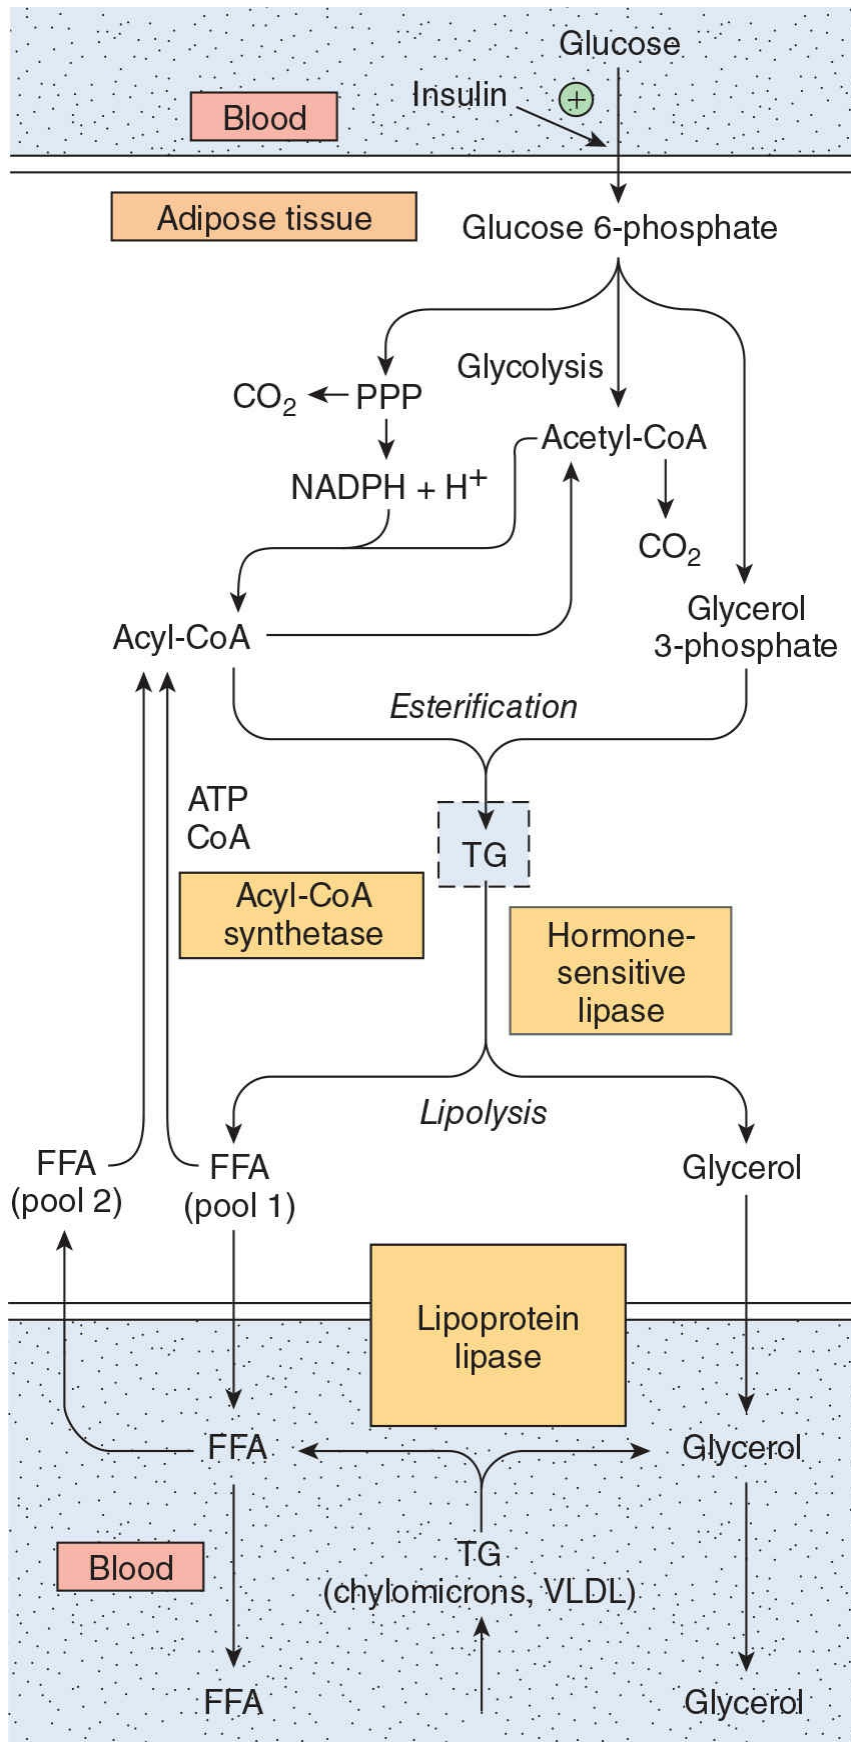 Glucose
Insulin
+
Blood
Adipose tissue
Glucose 6-phosphate
Glycolysis
CO2
PPP
Acetyl-CoA
NADPH + H+
CO2
Glycerol
3-phosphate
Acyl-CoA
Esterification
ATP
CoA
TG
Acyl-CoA
synthetase
Hormone-
sensitive
lipase
Lipolysis
FFA
(pool 2)
FFA
(pool 1)
Glycerol
Lipoprotein
lipase
FFA
Glycerol
Blood
TG
(chylomicrons, VLDL)
FFA
Glycerol